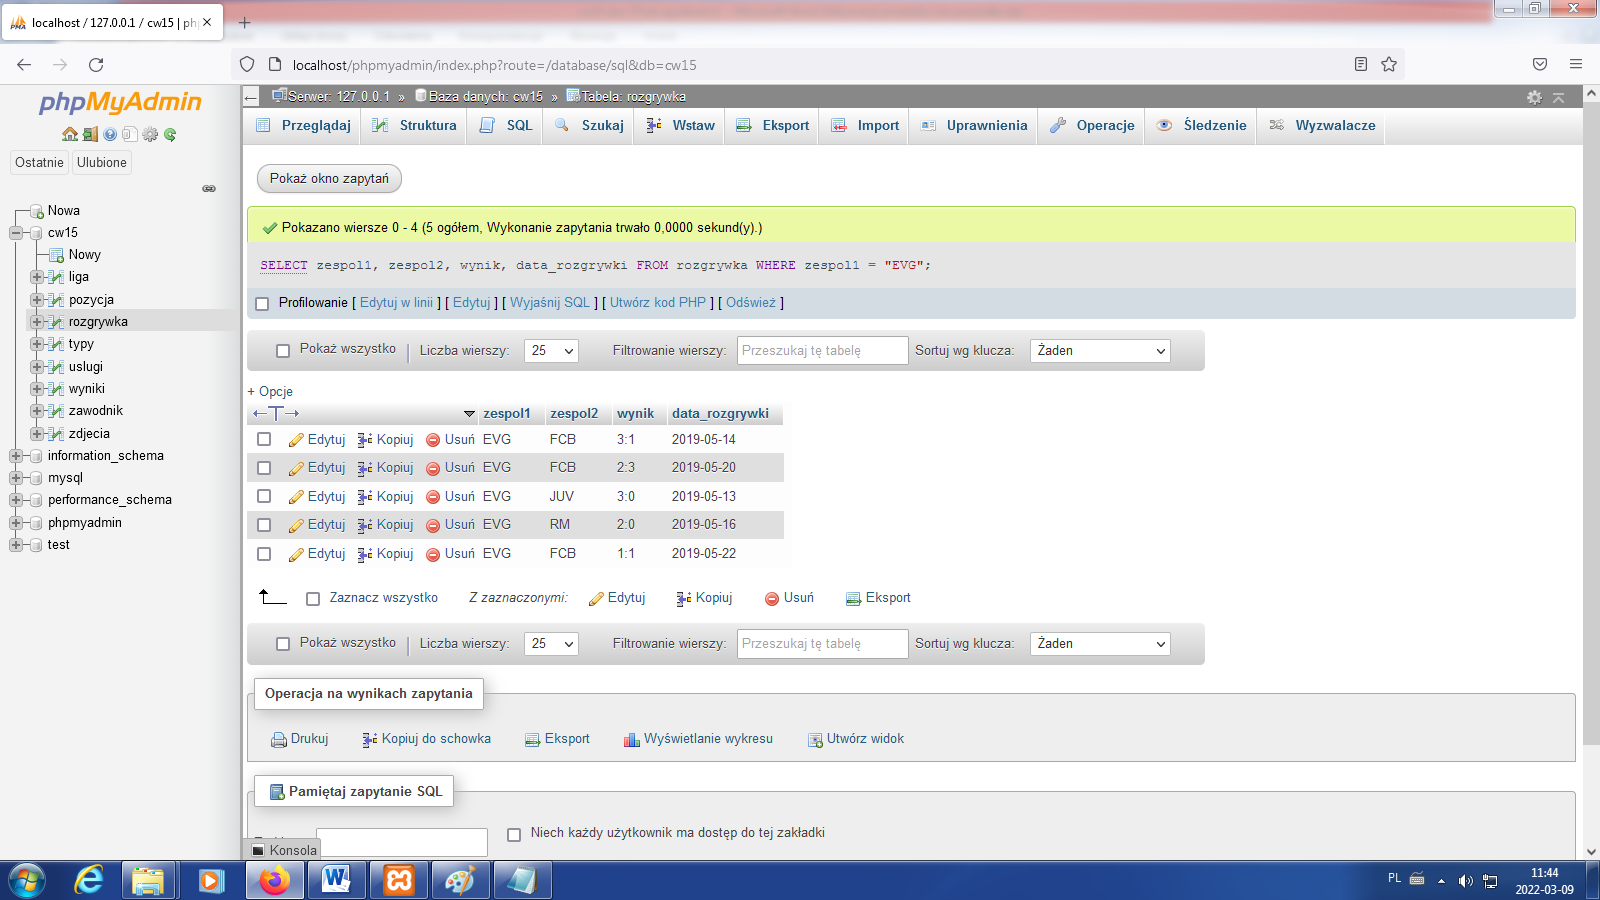 localhost / 127.0.0.1 / cw15 | ph
localhost/phpmyadmin/index.php?route=/database/sql&db=cw15
phpMyAdmin
Ostatnie Ulubione
Nowa
cw15
Nowy
liga
pozycja
rozgrywka
typy
uslugi
wyniki
zawodnik
zdjecia
information_schema
mysql
performance_schema
phpmyadmin
test
Serwer: 127.0.0.1 » Baza danych: cw15 » Tabela: rozgrywka
Przeglądaj Struktura SQL Szukaj Wstaw Eksport Import Uprawnienia Operacje Śledzenie Wyzwalacze
Pokaż okno zapytań
Pokazano wiersze 0 - 4 (5 ogółem, Wykonanie zapytania trwało 0,0000 sekund(y).)
SELECT zespol1, zespol2, wynik, data_rozgrywki FROM rozgrywka WHERE zespol1 = "EVG";
Profilowanie [ Edytuj w linii ] [ Edytuj ] [ Wyjaśnij SQL ] [ Utwórz kod PHP ] [ Odśwież ]
Pokaż wszystko | Liczba wierszy: 25 Filtrowanie wierszy: Przeszukaj tę tabelę Sortuj wg klucza: Żaden
+ Opcje
←T→ zespol1 zespol2 wynik data_rozgrywki
Edytuj Kopiuj Usuń EVG FCB 3:1 2019-05-14
Edytuj Kopiuj Usuń EVG FCB 2:3 2019-05-20
Edytuj Kopiuj Usuń EVG JUV 3:0 2019-05-13
Edytuj Kopiuj Usuń EVG RM 2:0 2019-05-16
Edytuj Kopiuj Usuń EVG FCB 1:1 2019-05-22
Zaznacz wszystko Z zaznaczonymi: Edytuj Kopiuj Usuń Eksport
Pokaż wszystko | Liczba wierszy: 25 Filtrowanie wierszy: Przeszukaj tę tabelę Sortuj wg klucza: Żaden
Operacja na wynikach zapytania
Drukuj Kopiuj do schowka Eksport Wyświetlanie wykresu Utwórz widok
Pamiętaj zapytanie SQL
Niech każdy użytkownik ma dostęp do tej zakładki
Konsola
PL
11:44
2022-03-09